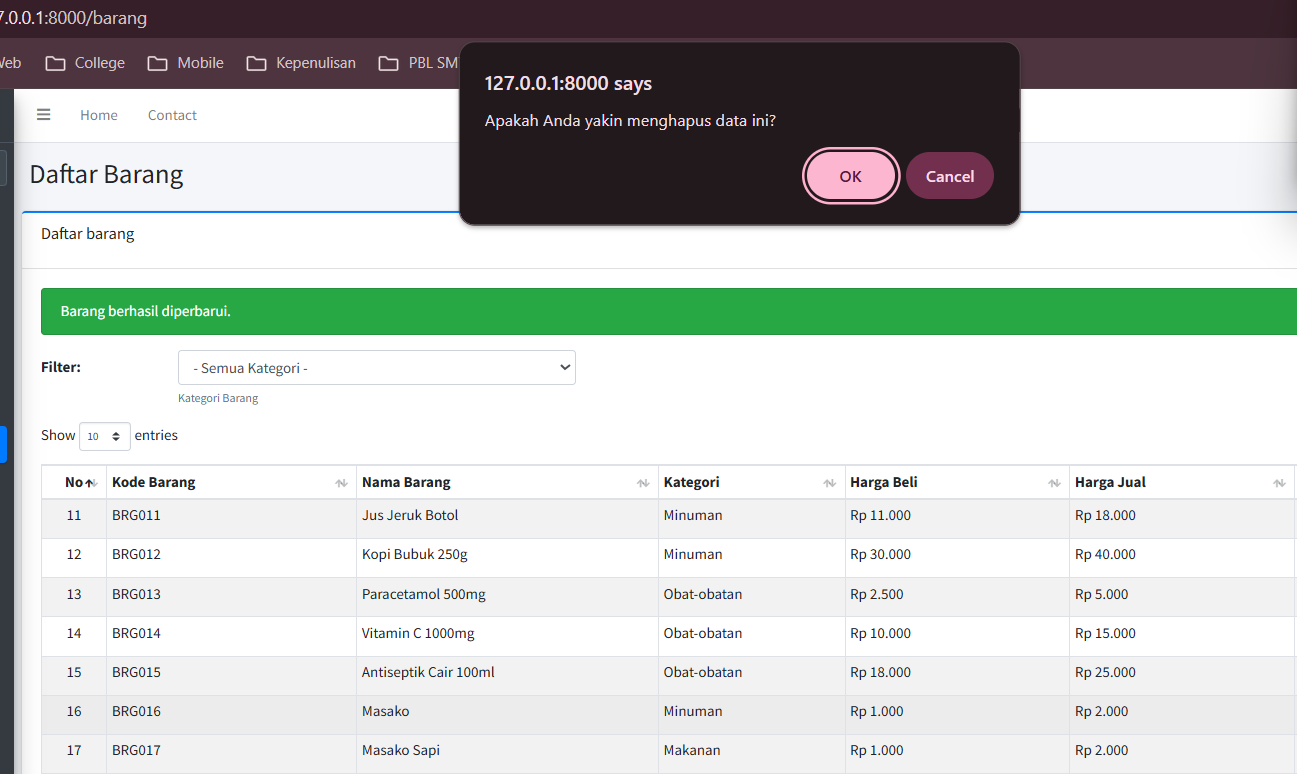 7.0.0.1:8000/barang
Web College Mobile Kepenulisan PBL SM
127.0.0.1:8000 says
Apakah Anda yakin menghapus data ini?
OK Cancel
Home Contact
Daftar Barang
Daftar barang
Barang berhasil diperbarui.
Filter: - Semua Kategori -
Kategori Barang
Show 10 entries
No Kode Barang Nama Barang Kategori Harga Beli Harga Jual
11 BRG011 Jus Jeruk Botol Minuman Rp 11.000 Rp 18.000
12 BRG012 Kopi Bubuk 250g Minuman Rp 30.000 Rp 40.000
13 BRG013 Paracetamol 500mg Obat-obatan Rp 2.500 Rp 5.000
14 BRG014 Vitamin C 1000mg Obat-obatan Rp 10.000 Rp 15.000
15 BRG015 Antiseptik Cair 100ml Obat-obatan Rp 18.000 Rp 25.000
16 BRG016 Masako Minuman Rp 1.000 Rp 2.000
17 BRG017 Masako Sapi Makanan Rp 1.000 Rp 2.000